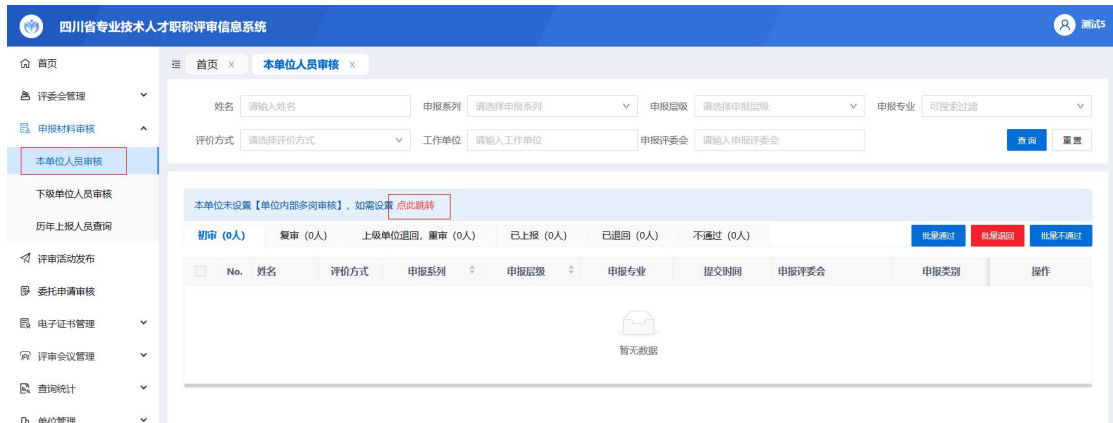 四川省专业技术人才职称评审信息系统
测试5
首页
评委会管理
申报材料审核
本单位人员审核
下级单位人员审核
历年上报人员查询
评审活动发布
委托申请审核
电子证书管理
评审会议管理
查询统计
单位管理
首页 × 本单位人员审核 ×
姓名 请输入姓名 申报系列 请选择申报系列 申报层级 请选择申报层级 申报专业 可搜索过滤
评价方式 请选择评价方式 工作单位 请输入工作单位 申报评委会 请输入申报评委会 查询 重置
本单位未设置【单位内部多岗审核】，如需设置 点此跳转
初审 (0人) 复审 (0人) 上级单位退回，重审 (0人) 已上报 (0人) 已退回 (0人) 不通过 (0人) 批量通过 批量退回 批量不通过
No. 姓名 评价方式 申报系列 申报层级 申报专业 提交时间 申报评委会 申报类别 操作
暂无数据